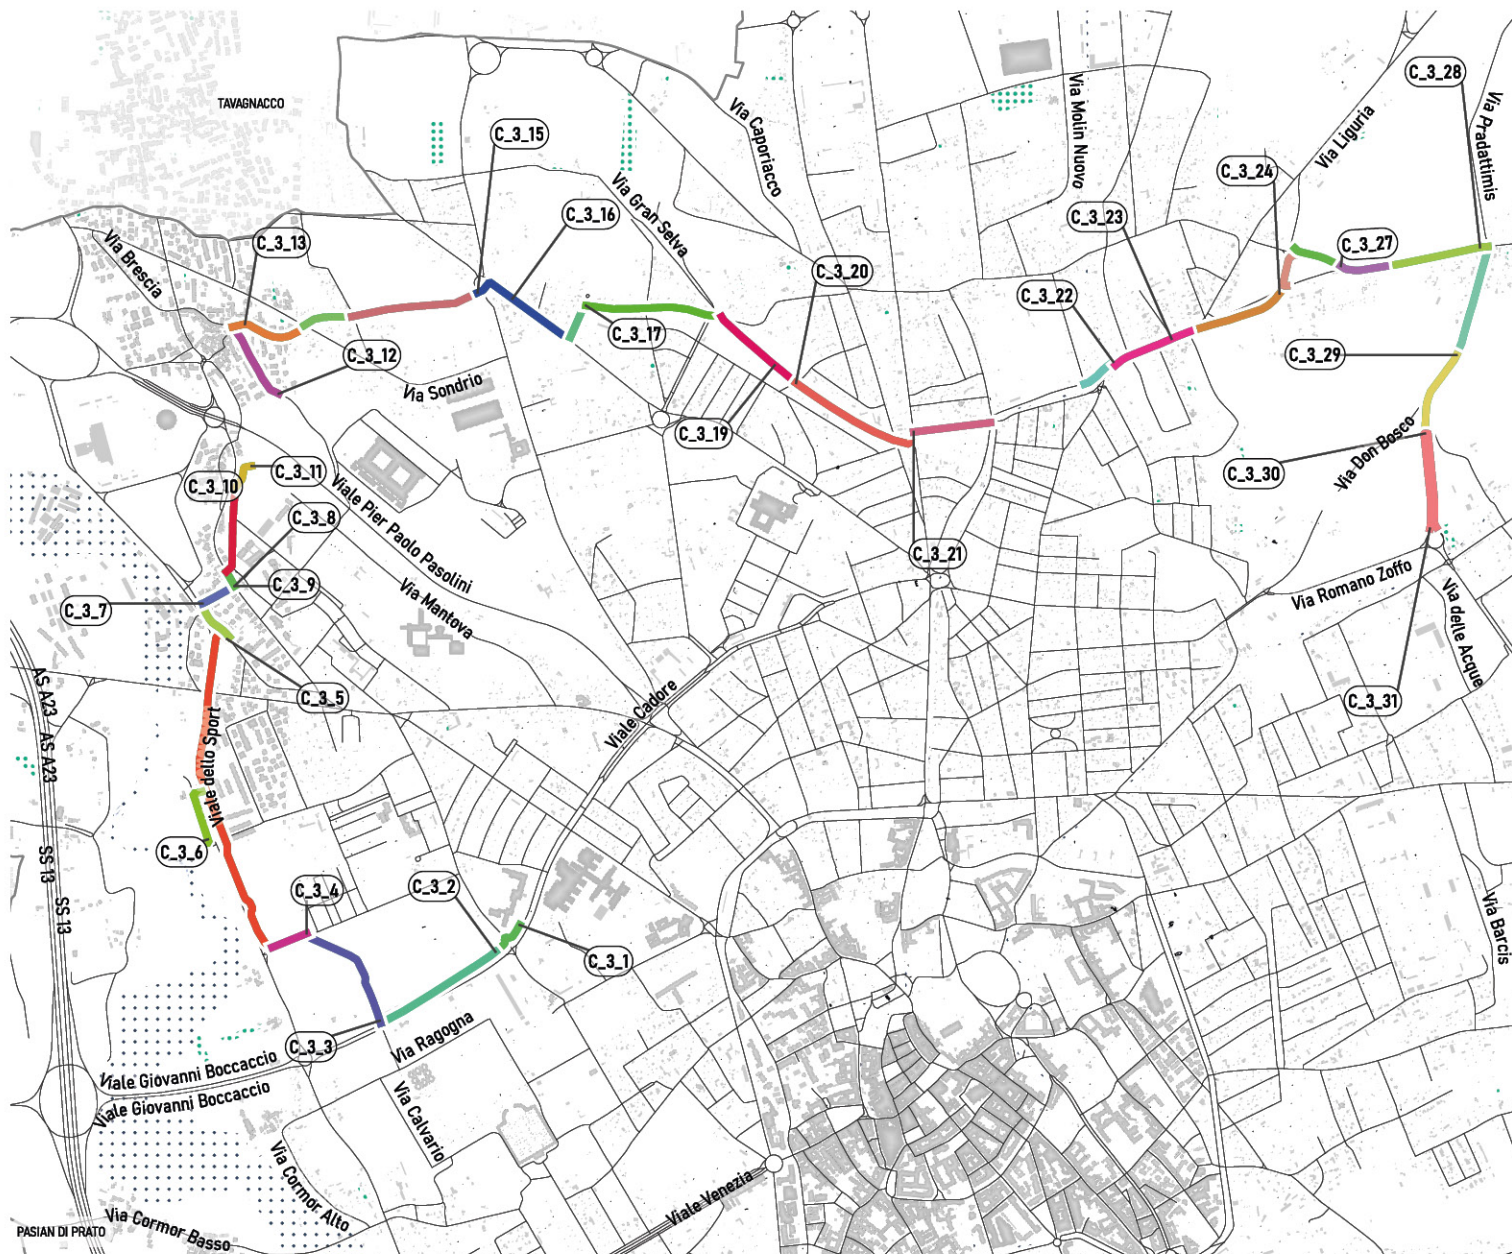 C_3_28
Via Pradattimis
TAVAGNACCO
Via Caporiacco
Via Molin Nuovo
Via Liguria
C_3_15
C_3_24
Via Gran Selva
C_3_16
C_3_23
C_3_13
C_3_27
Via Brescia
C_3_20
C_3_22
C_3_17
C_3_12
C_3_29
Via Sondrio
C_3_19
Via Don Bosco
C_3_11
C_3_30
C_3_10
Viale Pier Paolo Pasolini
C_3_8
C_3_21
C_3_9
Via Romano Zoffo
C_3_7
Via Mantova
Via delle Acque
AS A23
C_3_5
C_3_31
Viale Cadore
Viale dello Sport
AS A23
C_3_6
SS 13
C_3_4
C_3_2
SS 13
Via Barcis
C_3_1
C_3_3
Via Ragogna
Viale Giovanni Boccaccio
Viale Giovanni Boccaccio
Via Calvario
Via Cormor Alto
Viale Venezia
PASIAN DI PRATO
Via Cormor Basso